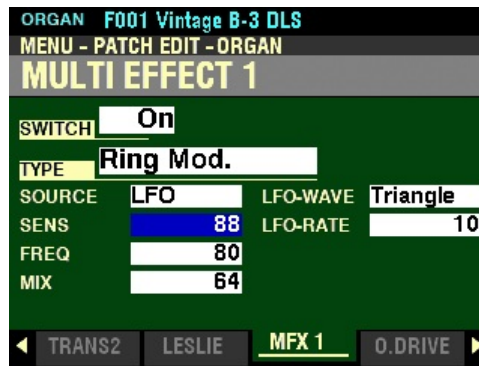 ORGAN F001 Vintage B-3 DLS
MENU - PATCH EDIT - ORGAN
MULTI EFFECT 1
SWITCH On
TYPE Ring Mod.
SOURCE LFO LFO-WAVE Triangle
SENS 88 LFO-RATE 10
FREQ 80
MIX 64
TRANS2 LESLIE MFX 1 O.DRIVE